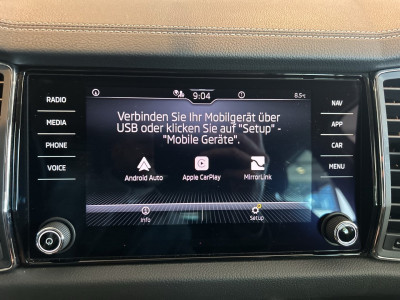 9:04
8.5°C
RADIO
MEDIA
PHONE
VOICE
Verbinden Sie Ihr Mobilgerät über
USB oder klicken Sie auf "Setup" -
"Mobile Geräte".
Android Auto
Apple CarPlay
MirrorLink
Info
Setup
NAV
APP
CAR
MENU